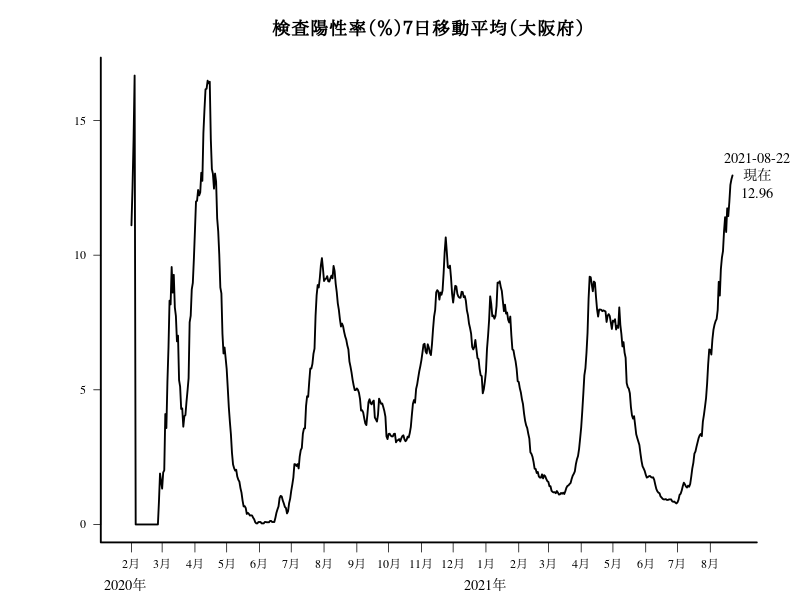 検査陽性率(%)7日移動平均(大阪府)
15
10
5
0
2021-08-22
現在
12.96
2月 3月 4月 5月 6月 7月 8月 9月 10月 11月 12月 1月 2月 3月 4月 5月 6月 7月 8月
2020年 2021年